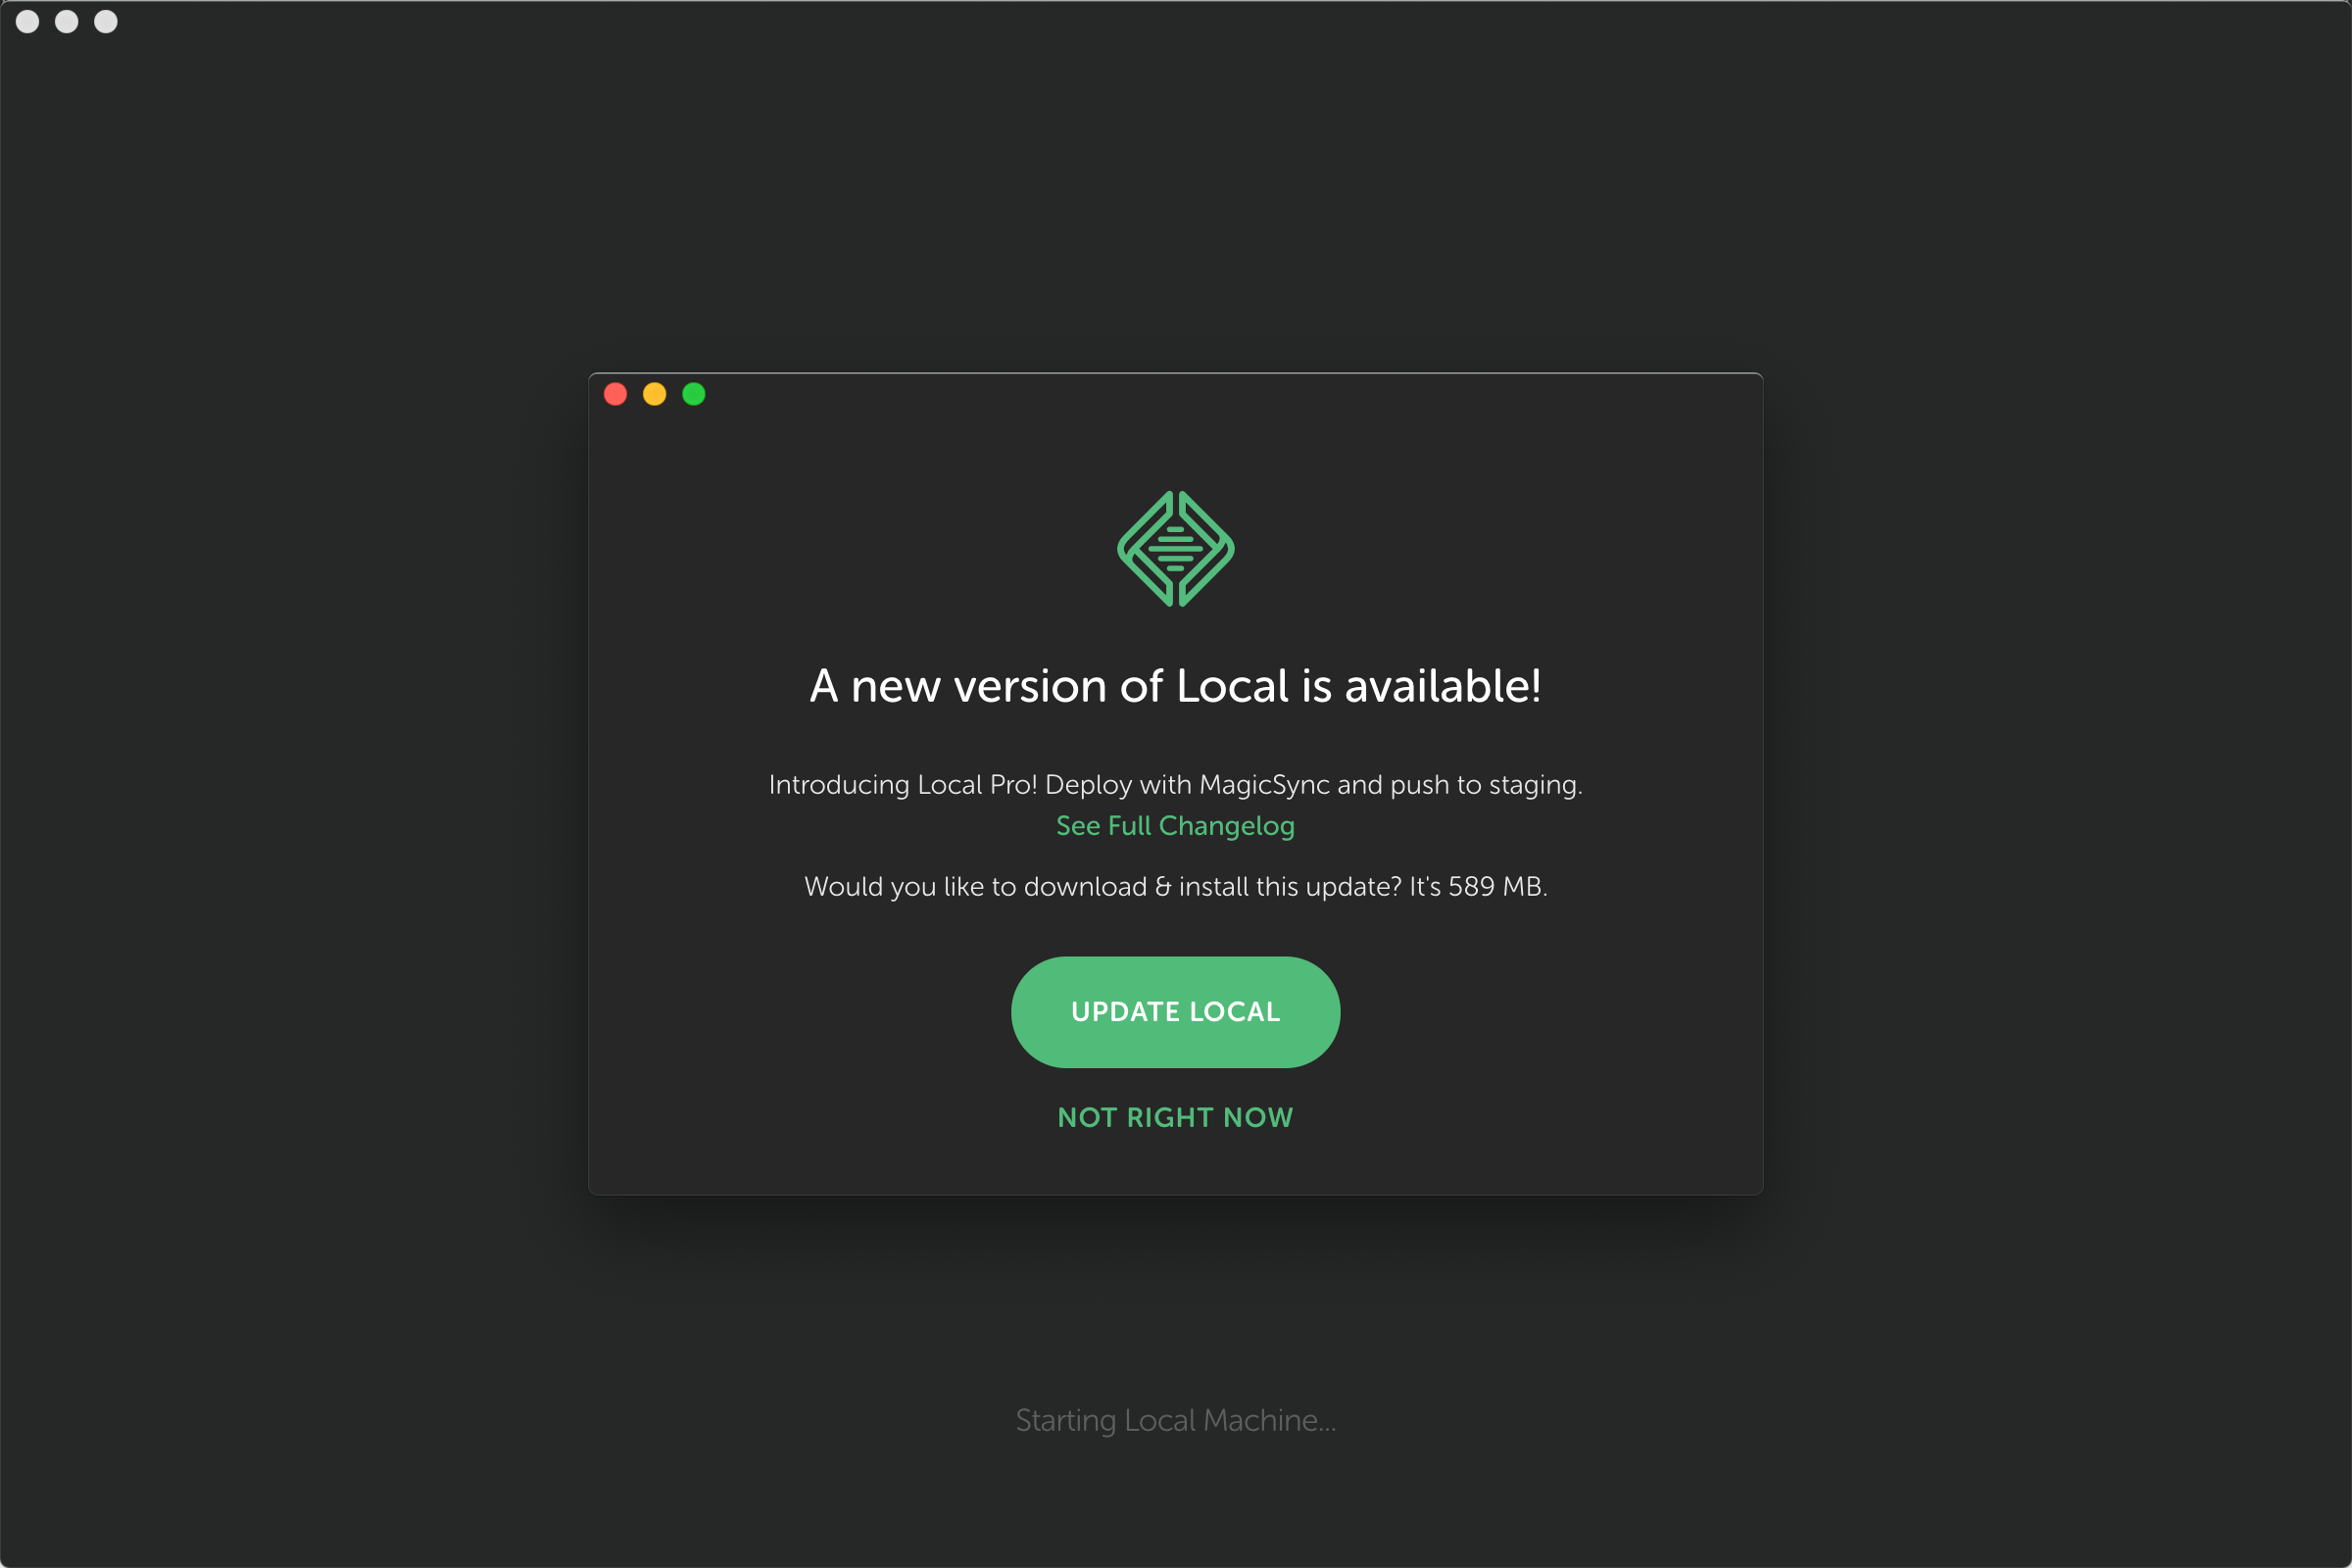 A new version of Local is available!
Introducing Local Pro! Deploy with MagicSync and push to staging.
See Full Changelog
Would you like to download & install this update? It's 589 MB.
UPDATE LOCAL
NOT RIGHT NOW
Starting Local Machine...